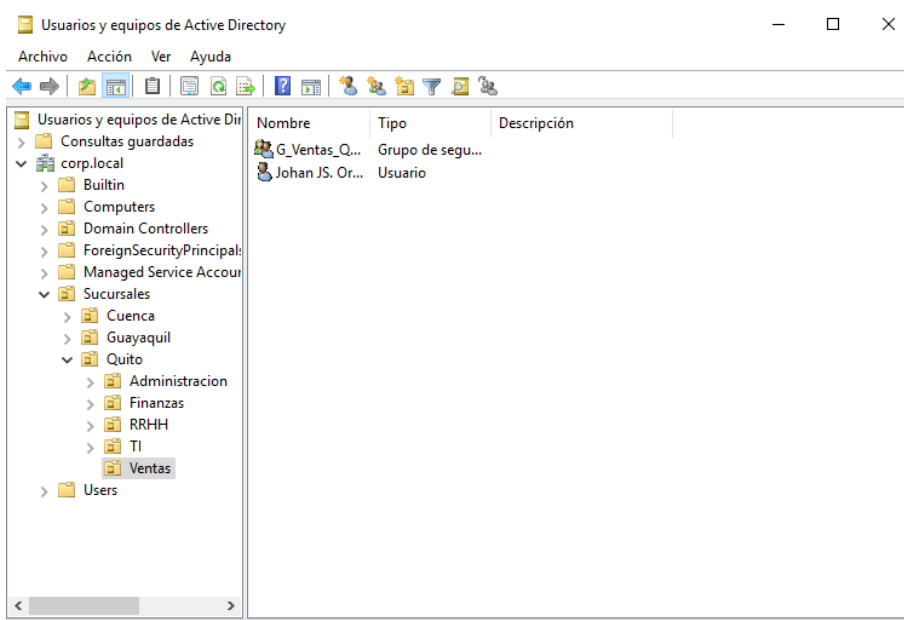 Usuarios y equipos de Active Directory
Archivo Acción Ver Ayuda
Usuarios y equipos de Active Dir
Consultas guardadas
corp.local
Builtin
Computers
Domain Controllers
ForeignSecurityPrincipal
Managed Service Accour
Sucursales
Cuenca
Guayaquil
Quito
Administracion
Finanzas
RRHH
TI
Ventas
Users
Nombre Tipo Descripción
G_Ventas_Q... Grupo de segu...
Johan JS. Or... Usuario